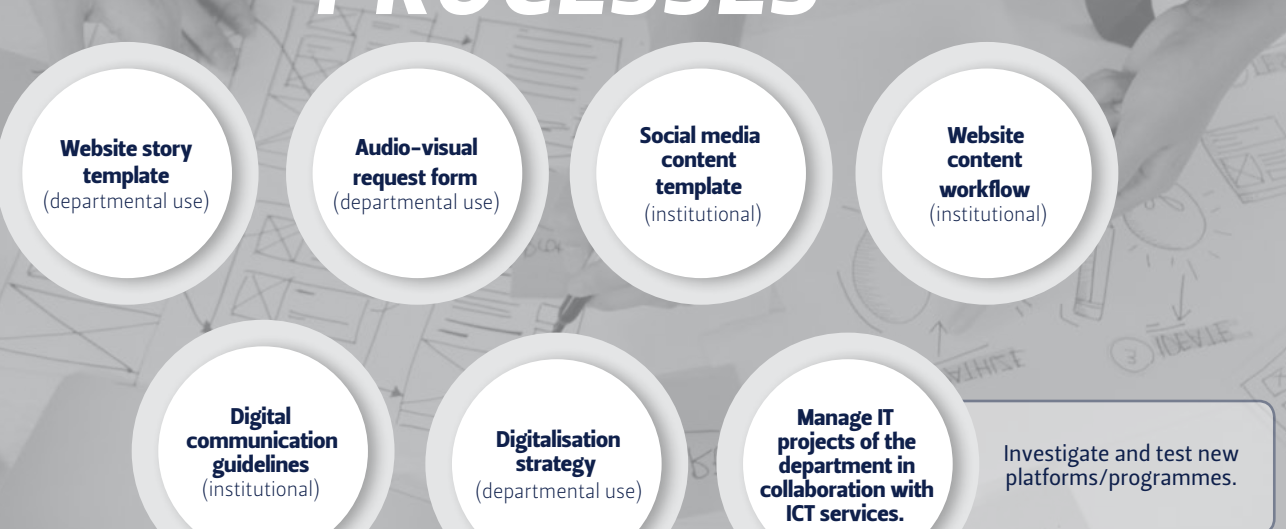 PROCESSES
Website story
template
(departmental use)
Audio-visual
request form
(departmental use)
Social media
content
template
(institutional)
Website
content
workflow
(institutional)
Digital
communication
guidelines
(institutional)
Digitalisation
strategy
(departmental use)
Manage IT
projects of the
department in
collaboration with
ICT services.
Investigate and test new
platforms/programmes.
3 IDEATE